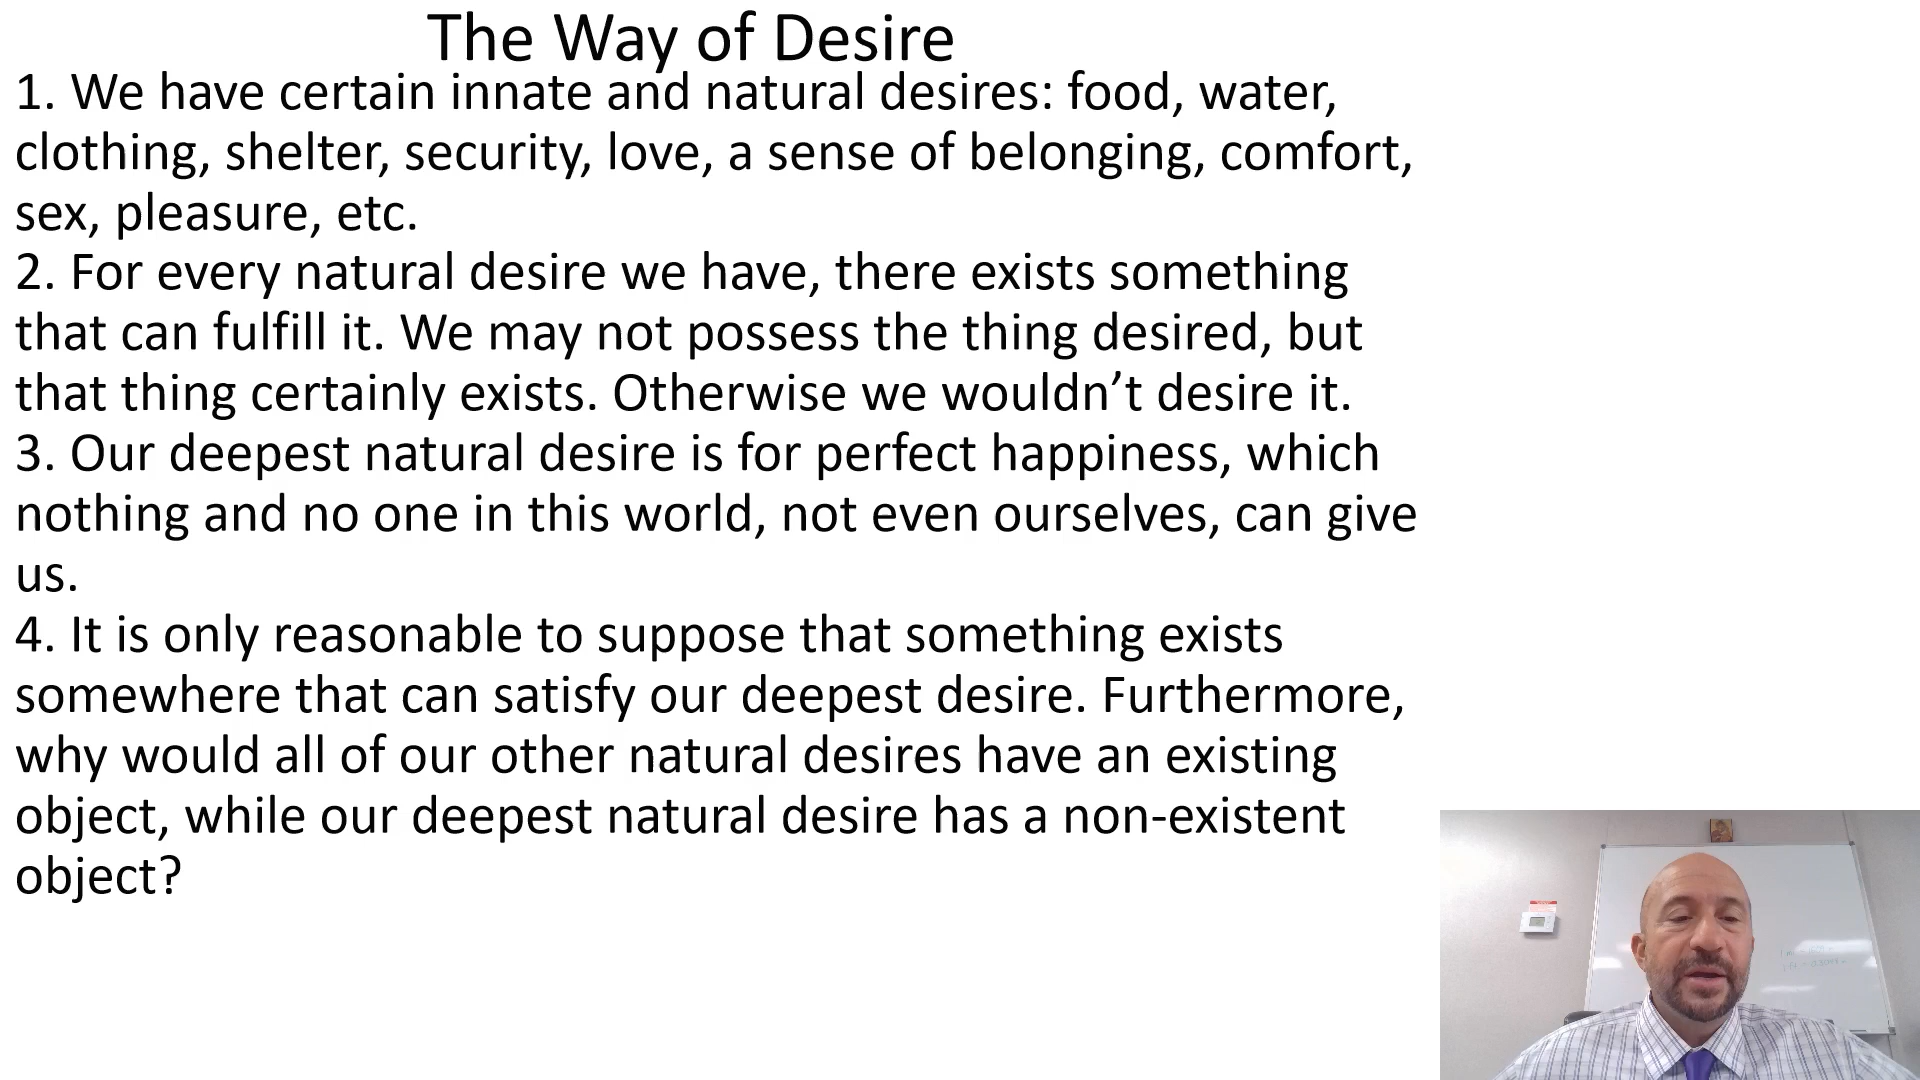 The Way of Desire
1. We have certain innate and natural desires: food, water,
clothing, shelter, security, love, a sense of belonging, comfort,
sex, pleasure, etc.
2. For every natural desire we have, there exists something
that can fulfill it. We may not possess the thing desired, but
that thing certainly exists. Otherwise we wouldn’t desire it.
3. Our deepest natural desire is for perfect happiness, which
nothing and no one in this world, not even ourselves, can give
us.
4. It is only reasonable to suppose that something exists
somewhere that can satisfy our deepest desire. Furthermore,
why would all of our other natural desires have an existing
object, while our deepest natural desire has a non-existent
object?